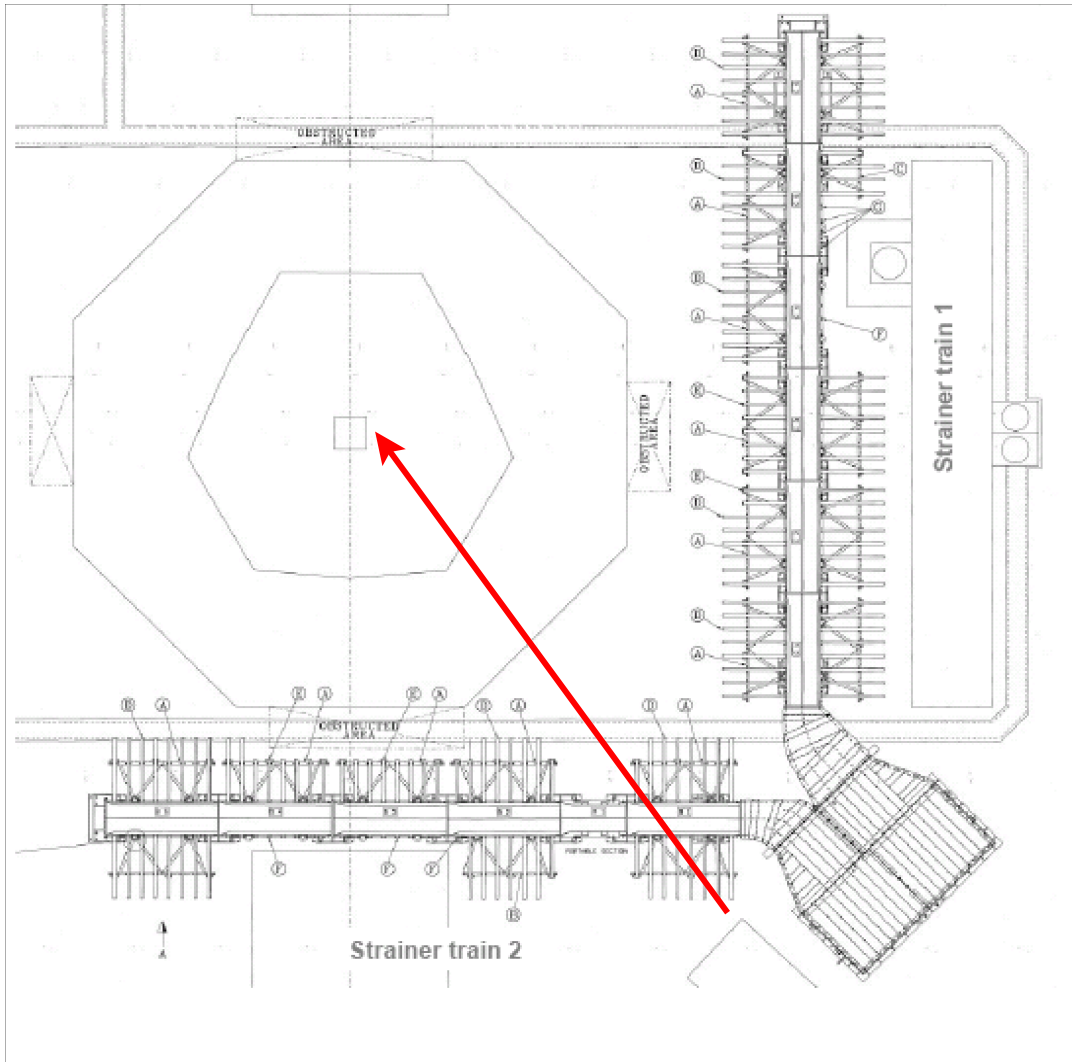 OBSTRUCTED
AREA
D
A
D
C
A
C
D
A
F
E
A
E
D
A
D
A
OBSTRUCTED
AREA
Strainer train 1
B
A
E
A
E
A
D
A
D
A
OBSTRUCTED
AREA
PORTABLE SECTION
F
F
F
B
A
Strainer train 2